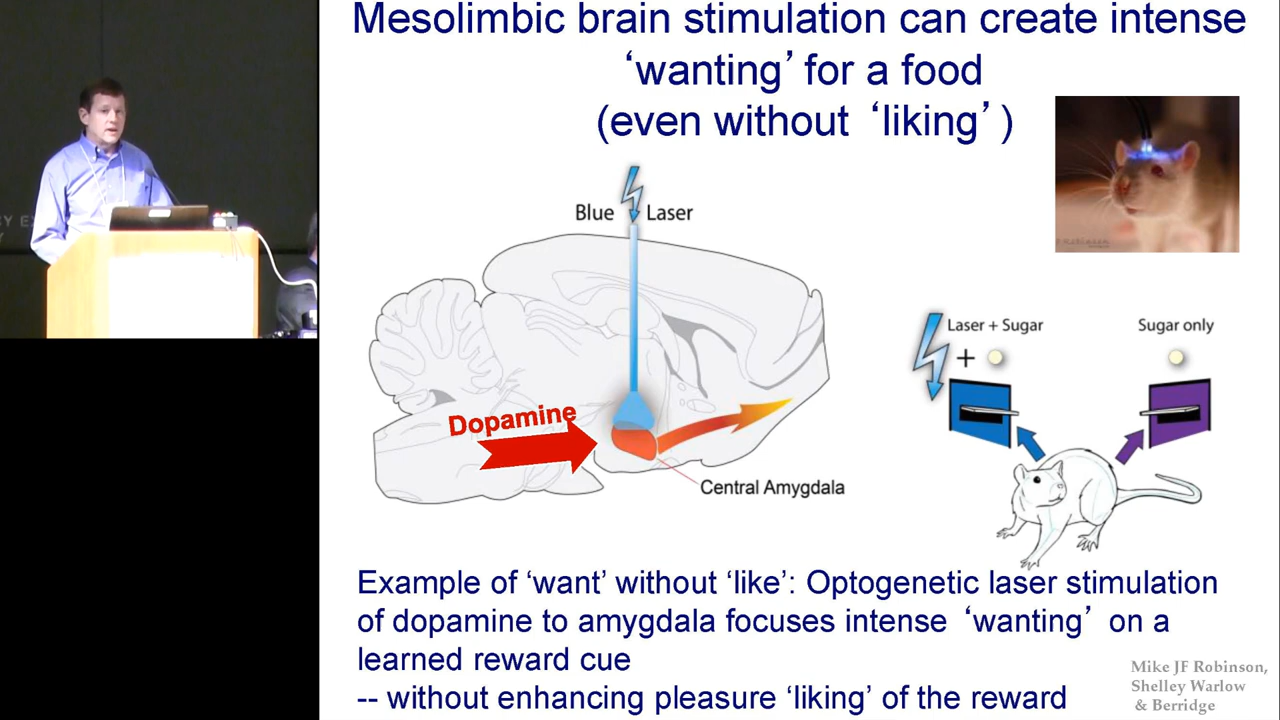 Mesolimbic brain stimulation can create intense
‘wanting’ for a food
(even without ‘liking’)
Blue Laser
Dopamine
Central Amygdala
Laser + Sugar
Sugar only
+
Example of ‘want’ without ‘like’: Optogenetic laser stimulation
of dopamine to amygdala focuses intense ‘wanting’ on a
learned reward cue
-- without enhancing pleasure ‘liking’ of the reward
Mike JF Robinson,
Shelley Warlow
& Berridge